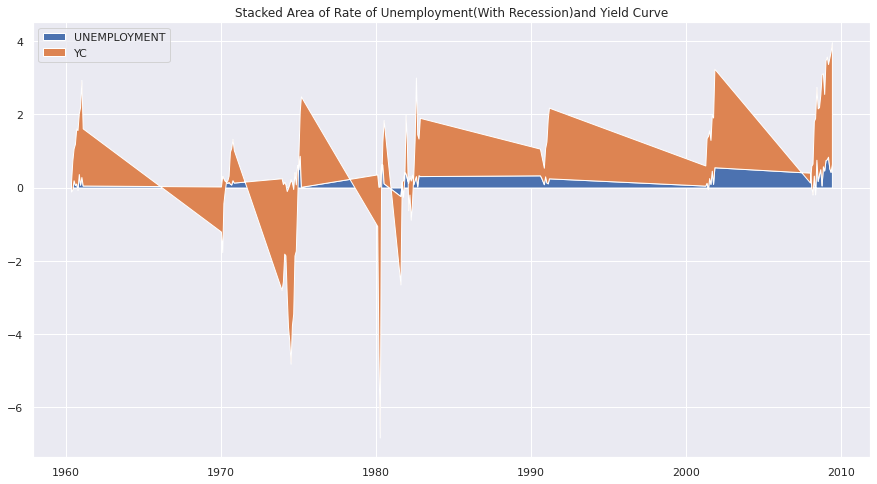 Stacked Area of Rate of Unemployment(With Recession)and Yield Curve
UNEMPLOYMENT
YC
4
2
0
−2
−4
−6
1960 1970 1980 1990 2000 2010